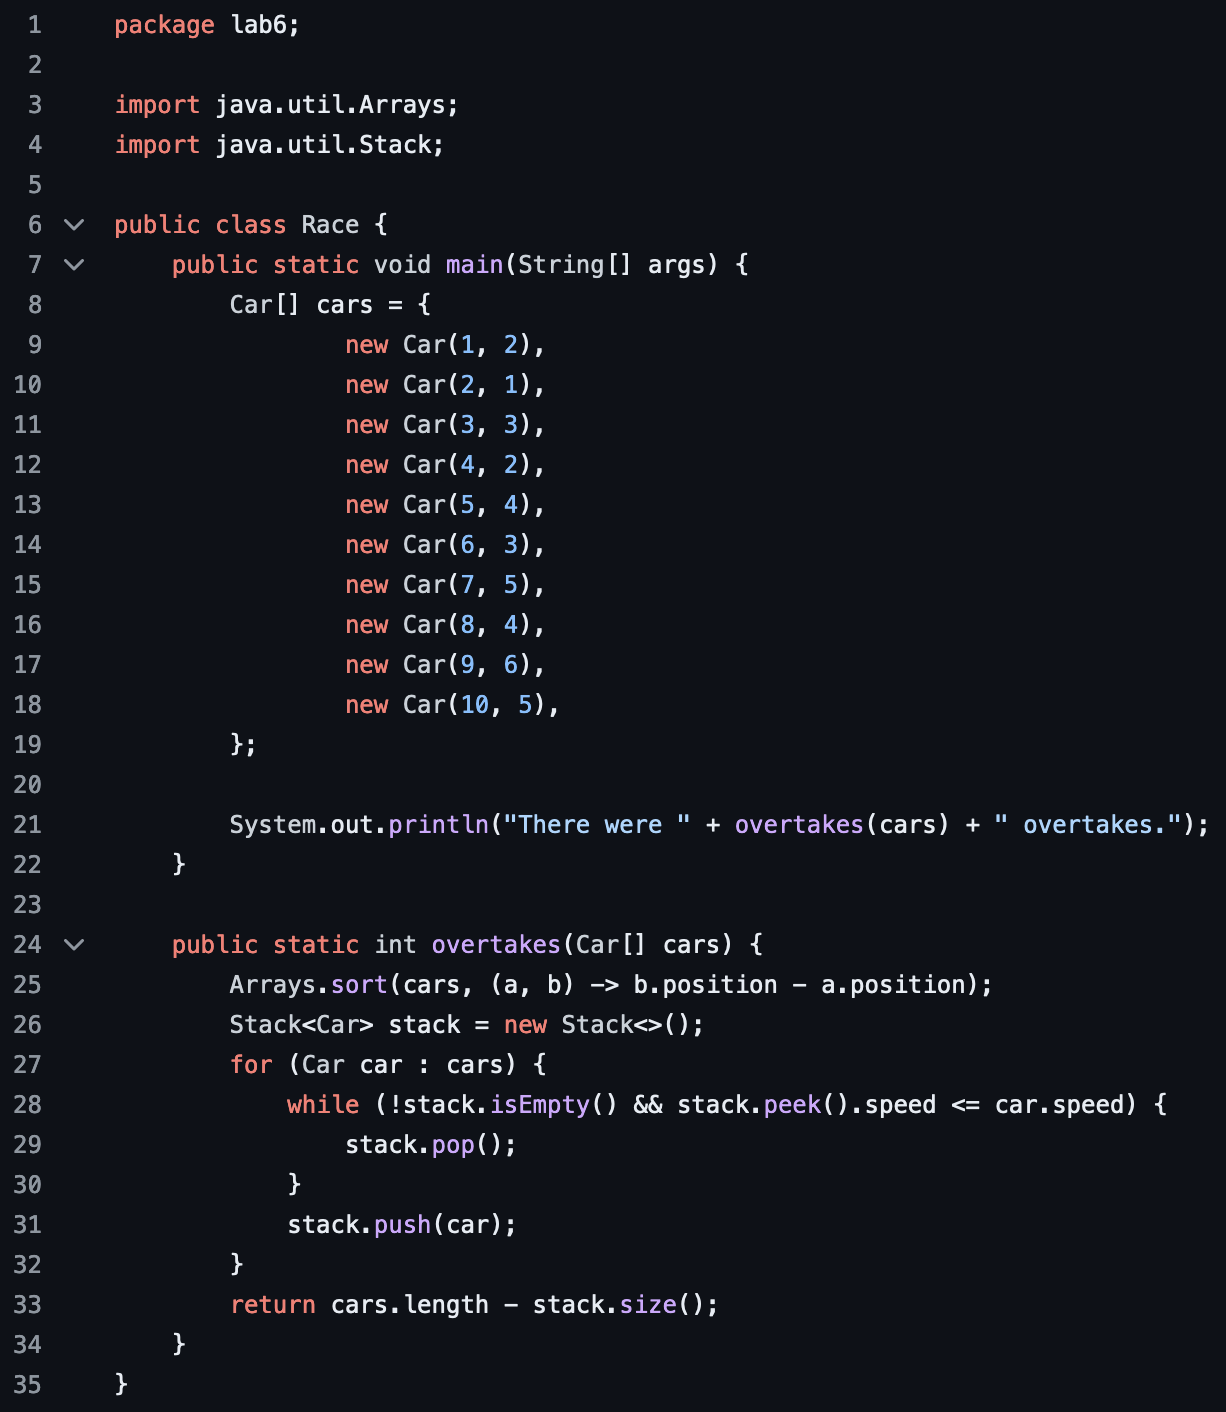 1 package lab6;
2
3 import java.util.Arrays;
4 import java.util.Stack;
5
6 public class Race {
7     public static void main(String[] args) {
8         Car[] cars = {
9                 new Car(1, 2),
10                 new Car(2, 1),
11                 new Car(3, 3),
12                 new Car(4, 2),
13                 new Car(5, 4),
14                 new Car(6, 3),
15                 new Car(7, 5),
16                 new Car(8, 4),
17                 new Car(9, 6),
18                 new Car(10, 5),
19         };
20
21         System.out.println("There were " + overtakes(cars) + " overtakes.");
22     }
23
24     public static int overtakes(Car[] cars) {
25         Arrays.sort(cars, (a, b) -> b.position - a.position);
26         Stack<Car> stack = new Stack<>();
27         for (Car car : cars) {
28             while (!stack.isEmpty() && stack.peek().speed <= car.speed) {
29                 stack.pop();
30             }
31             stack.push(car);
32         }
33         return cars.length - stack.size();
34     }
35 }